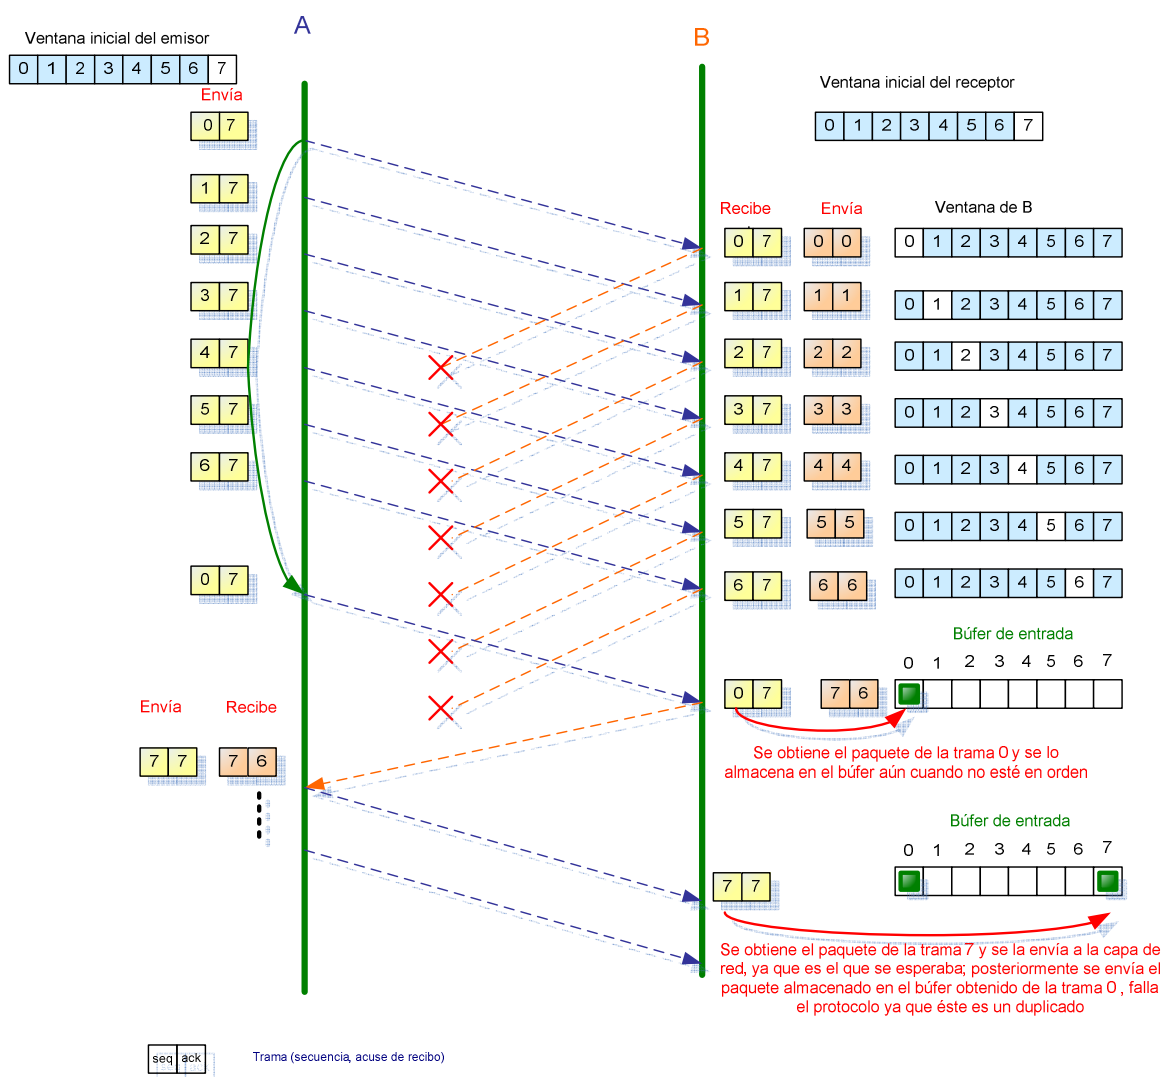 A
B
Ventana inicial del emisor
0 1 2 3 4 5 6 7
Ventana inicial del receptor
0 1 2 3 4 5 6 7
Envía
0 7
1 7
2 7
3 7
4 7
5 7
6 7
0 7
Recibe Envía Ventana de B
0 7 0 0 0 1 2 3 4 5 6 7
1 7 1 1 0 1 2 3 4 5 6 7
2 7 2 2 0 1 2 3 4 5 6 7
3 7 3 3 0 1 2 3 4 5 6 7
4 7 4 4 0 1 2 3 4 5 6 7
5 7 5 5 0 1 2 3 4 5 6 7
6 7 6 6 0 1 2 3 4 5 6 7
Búfer de entrada
0 1 2 3 4 5 6 7
0 7 7 6
Se obtiene el paquete de la trama 0 y se lo
almacena en el búfer aún cuando no esté en orden
Envía Recibe
7 7 7 6
Búfer de entrada
0 1 2 3 4 5 6 7
7 7
Se obtiene el paquete de la trama 7 y se la envía a la capa de
red, ya que es el que se esperaba; posteriormente se envía el
paquete almacenado en el búfer obtenido de la trama 0 , falla
el protocolo ya que éste es un duplicado
seq ack Trama (secuencia, acuse de recibo)